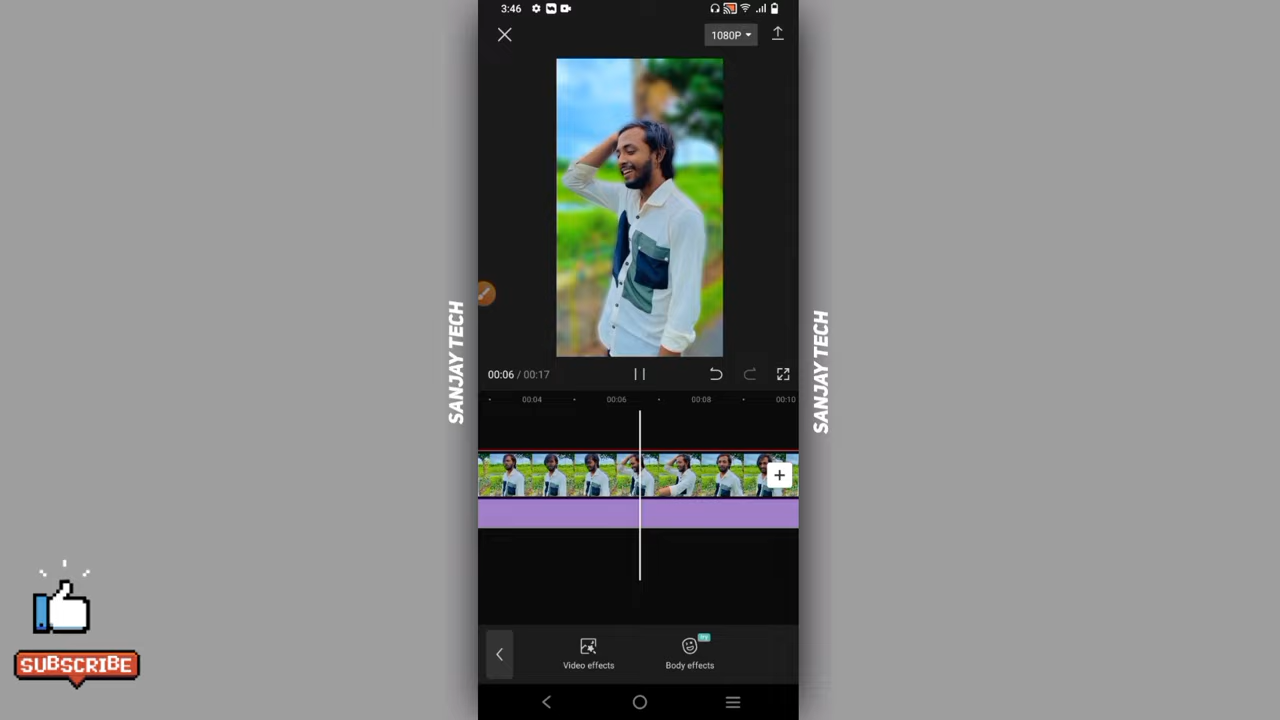 3:46
1080P
00:06 / 00:17
00:04
00:06
00:08
00:10
SANJAY TECH
SANJAY TECH
Video effects
Body effects
try
SUBSCRIBE